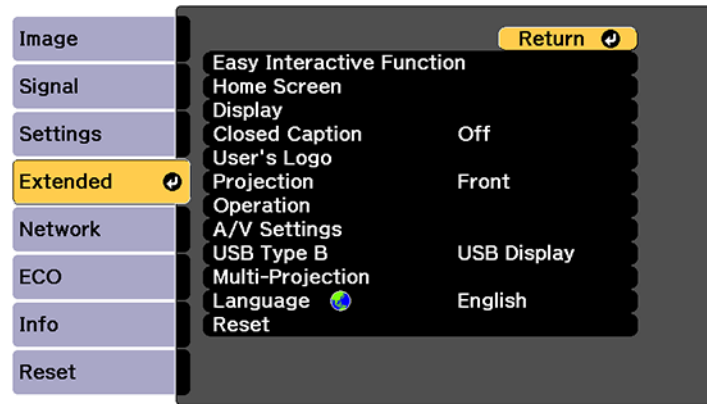 Image
Signal
Settings
Extended
Network
ECO
Info
Reset
Return
Easy Interactive Function
Home Screen
Display
Closed Caption Off
User's Logo
Projection Front
Operation
A/V Settings
USB Type B USB Display
Multi-Projection
Language English
Reset